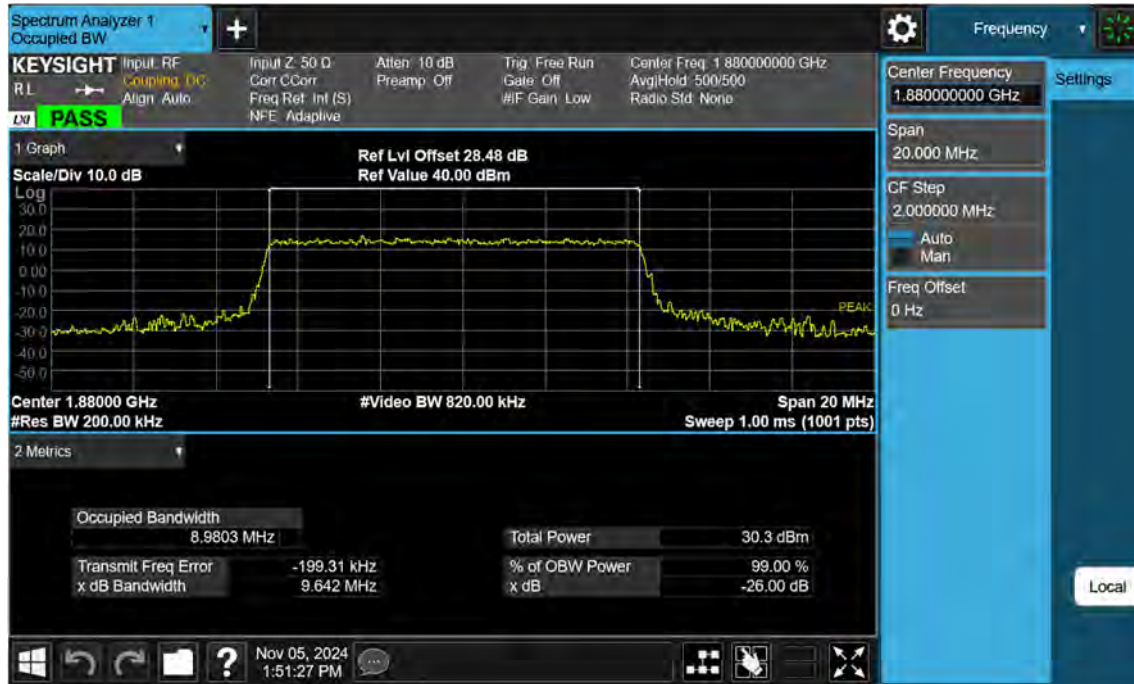 Spectrum Analyzer 1
Occupied BW
Frequency
KEYSIGHT
RL
LXI PASS
Input: RF
Coupling: DC
Align: Auto
Input Z: 50 Ω
Corr CCorr
Freq Ref: Int (S)
NFE: Adaptive
Atten: 10 dB
Preamp: Off
Trig: Free Run
Gate: Off
#IF Gain: Low
Center Freq: 1.880000000 GHz
Avg|Hold: 500/500
Radio Std: None
Center Frequency
1.880000000 GHz
Settings
Span
20.000 MHz
CF Step
2.000000 MHz
Auto
Man
Freq Offset
0 Hz
Local
1 Graph
Scale/Div 10.0 dB
Ref Lvl Offset 28.48 dB
Ref Value 40.00 dBm
Log
30.0
20.0
10.0
0.00
-10.0
-20.0
-30.0
-40.0
-50.0
PEAK
Center 1.88000 GHz
#Video BW 820.00 kHz
Span 20 MHz
#Res BW 200.00 kHz
Sweep 1.00 ms (1001 pts)
2 Metrics
Occupied Bandwidth
8.9803 MHz
Total Power 30.3 dBm
Transmit Freq Error -199.31 kHz
% of OBW Power 99.00 %
x dB Bandwidth 9.642 MHz
x dB -26.00 dB
Nov 05, 2024
1:51:27 PM